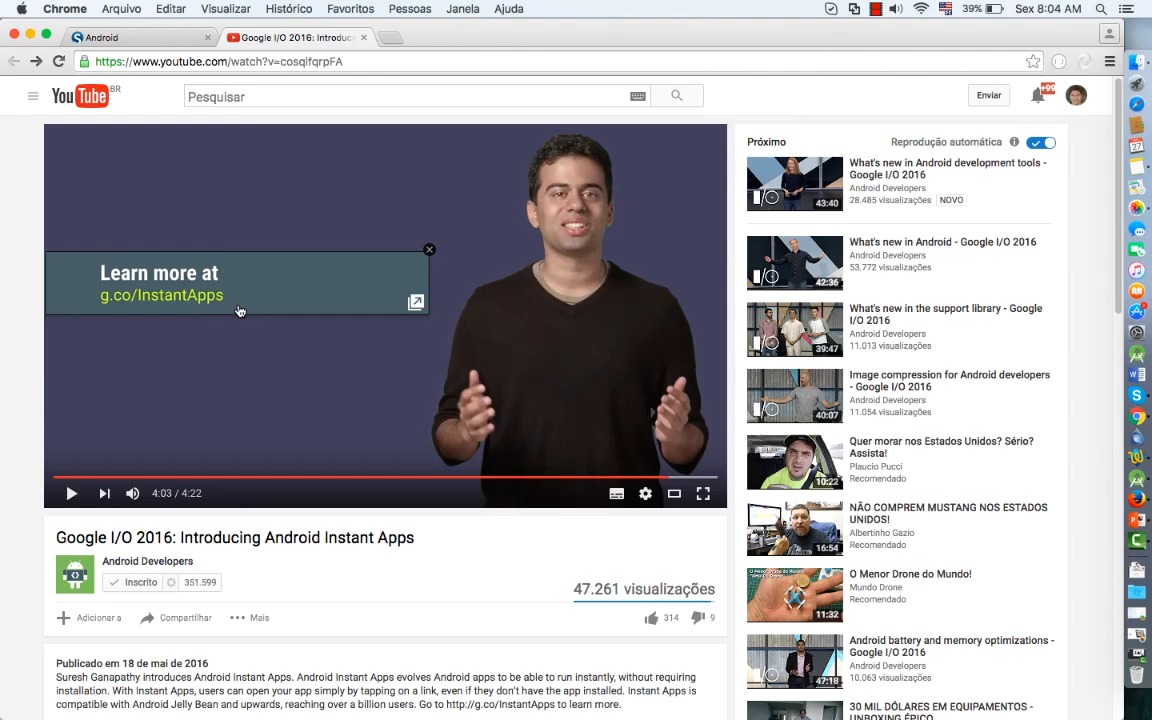 Chrome Arquivo Editar Visualizar Histórico Favoritos Pessoas Janela Ajuda 39% Sex 8:04 AM
Android
Google I/O 2016: Introduc
https://www.youtube.com/watch?v=cosqlfqrpFA
YouTube BR
Pesquisar
Enviar
+99
Learn more at
g.co/InstantApps
4:03 / 4:22
Google I/O 2016: Introducing Android Instant Apps
Android Developers
Inscrito 351.599
47.261 visualizações
Adicionar a Compartilhar Mais 314 9
Publicado em 18 de mai de 2016
Suresh Ganapathy introduces Android Instant Apps. Android Instant Apps evolves Android apps to be able to run instantly, without requiring
installation. With Instant Apps, users can open your app simply by tapping on a link, even if they don't have the app installed. Instant Apps is
compatible with Android Jelly Bean and upwards, reaching over a billion users. Go to http://g.co/InstantApps to learn more.
Próximo Reprodução automática
What's new in Android development tools -
Google I/O 2016
Android Developers
28.485 visualizações NOVO
43:40
What's new in Android - Google I/O 2016
Android Developers
53.772 visualizações
42:36
What's new in the support library - Google
I/O 2016
Android Developers
11.013 visualizações
39:47
Image compression for Android developers
- Google I/O 2016
Android Developers
11.054 visualizações
40:07
Quer morar nos Estados Unidos? Sério?
Assista!
Plaucio Pucci
Recomendado
10:22
NÃO COMPREM MUSTANG NOS ESTADOS
UNIDOS!
Albertinho Gazio
Recomendado
16:54
O Menor Drone do Mundo!
Mundo Drone
Recomendado
11:32
Android battery and memory optimizations -
Google I/O 2016
Android Developers
10.063 visualizações
47:18
30 MIL DÓLARES EM EQUIPAMENTOS -
UNBOXING ÉPICO
27